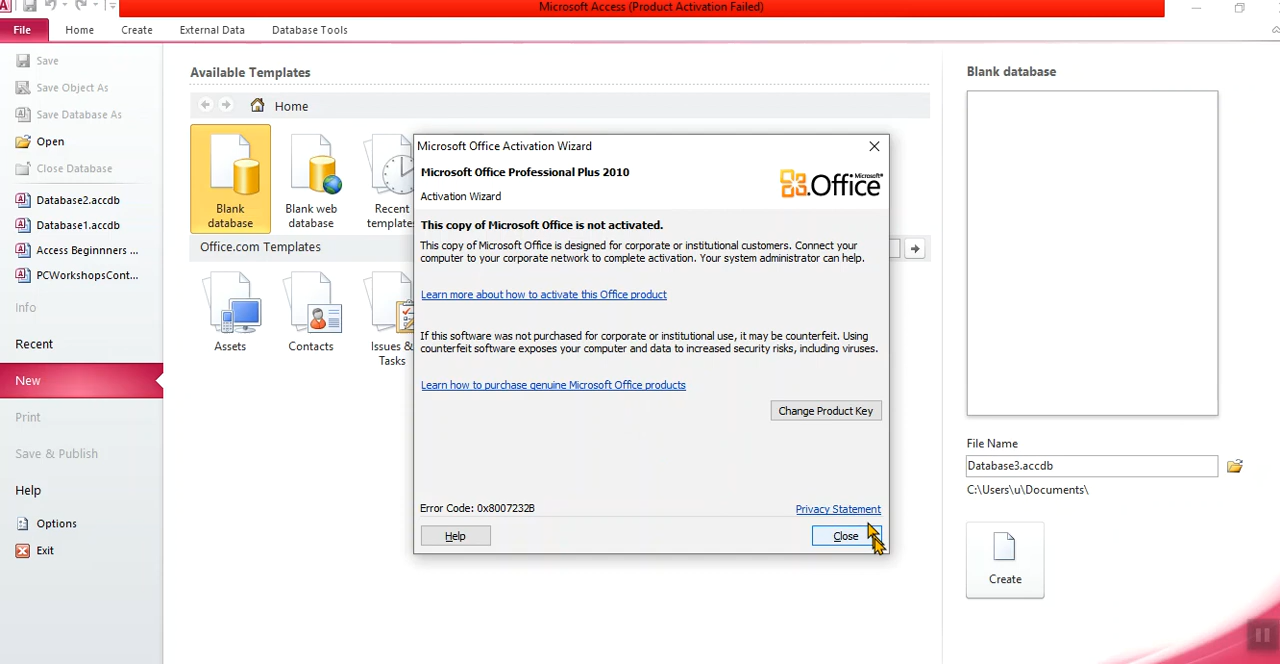 Microsoft Access (Product Activation Failed)
File Home Create External Data Database Tools
Save
Save Object As
Save Database As
Open
Close Database
Database2.accdb
Database1.accdb
Access Beginnners ...
PCWorkshopsCont...
Info
Recent
New
Print
Save & Publish
Help
Options
Exit
Available Templates
Home
Blank
database
Blank web
database
Recent
templates
Office.com Templates
Assets
Contacts
Issues &
Tasks
Microsoft Office Activation Wizard
Microsoft Office Professional Plus 2010
Activation Wizard
Microsoft®
Office
This copy of Microsoft Office is not activated.
This copy of Microsoft Office is designed for corporate or institutional customers. Connect your
computer to your corporate network to complete activation. Your system administrator can help.
Learn more about how to activate this Office product
If this software was not purchased for corporate or institutional use, it may be counterfeit. Using
counterfeit software exposes your computer and data to increased security risks, including viruses.
Learn how to purchase genuine Microsoft Office products
Change Product Key
Error Code: 0x8007232B
Privacy Statement
Help
Close
Blank database
File Name
Database3.accdb
C:\Users\u\Documents\
Create